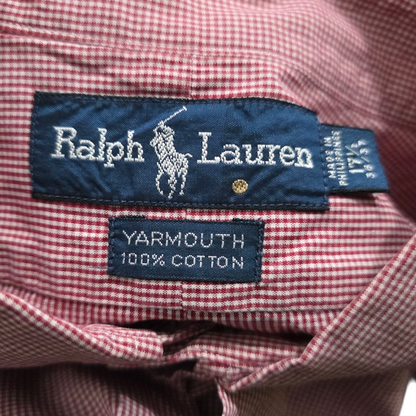 Ralph Lauren
MADE IN
PHILIPPINES
17½
YARMOUTH
100% COTTON